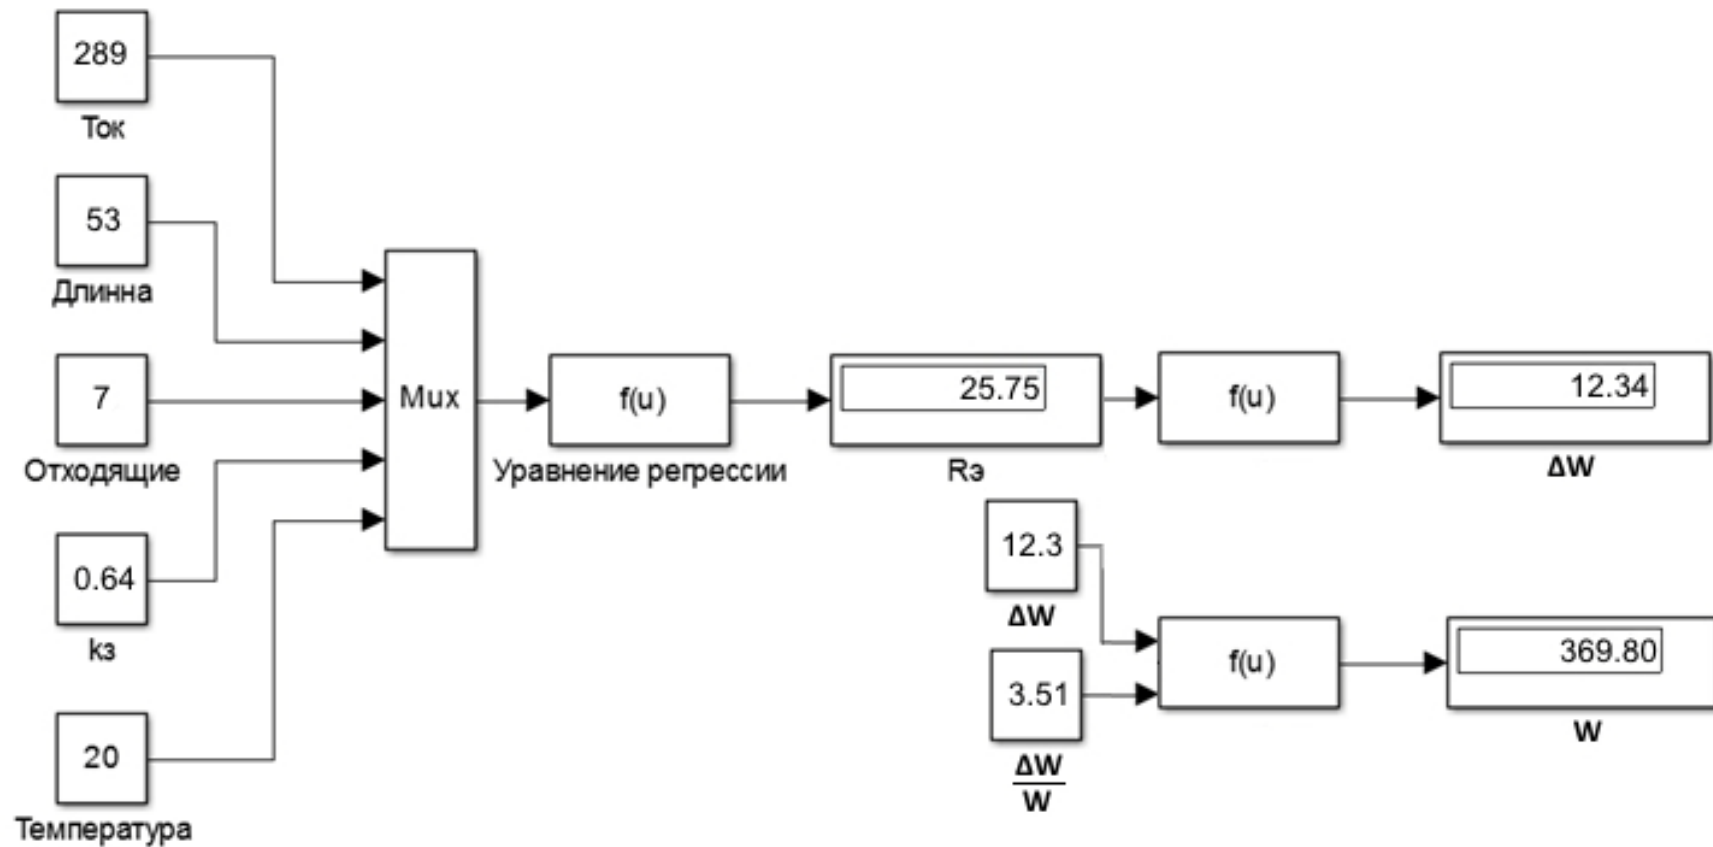 289
Ток
53
Длинна
7
Отходящие
0.64
kз
20
Температура
Mux
f(u)
Уравнение регрессии
25.75
Rэ
f(u)
12.34
ΔW
12.3
ΔW
3.51
ΔW
W
f(u)
369.80
W